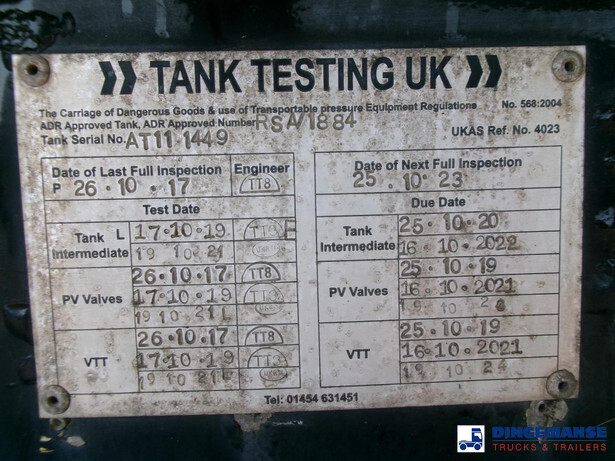 TANK TESTING UK
The Carriage of Dangerous Goods & use of Transportable pressure Equipment Regulations No. 568:2004
ADR Approved Tank, ADR Approved Number RSA/1884
Tank Serial No. AT11 1449 UKAS Ref. No. 4023
Date of Last Full Inspection Engineer
P 26·10·17 TT8
Date of Next Full Inspection
25 10·23
Test Date
Due Date
Tank Intermediate
L 17·10·19
19 10 21
PV Valves
26·10·17 TT8
17·10·19
19 10 21L
VTT
26·10·17 TT8
17·10·19
19 10 21L
Tank Intermediate
25·10·20
16·10·2022
PV Valves
25·10·19
16·10·2021
19 10
VTT
25·10·19
16·10·2021
19 10 24
Tel: 01454 631451
DINGEMANSE
TRUCKS & TRAILERS